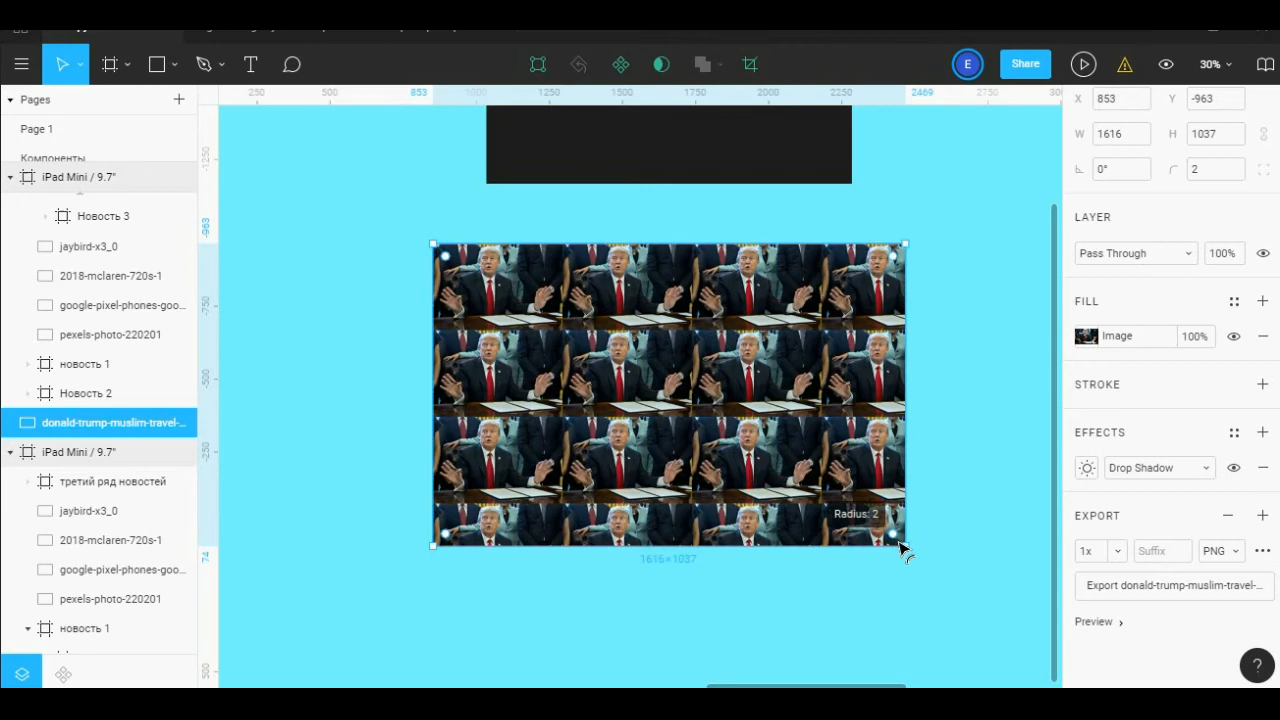 E
Share
30%
250
500
853
1000
1250
1500
1750
2000
2250
2469
2750
Pages
Page 1
Компоненты
iPad Mini / 9.7"
Новость 3
jaybird-x3_0
2018-mclaren-720s-1
google-pixel-phones-goo...
pexels-photo-220201
новость 1
Новость 2
donald-trump-muslim-travel-...
iPad Mini / 9.7"
третий ряд новостей
jaybird-x3_0
2018-mclaren-720s-1
google-pixel-phones-goo...
pexels-photo-220201
новость 1
-1250
-963
-750
-500
-250
74
500
Radius: 2
1616×1037
X 853 Y -963
W 1616 H 1037
0° 2
LAYER
Pass Through 100%
FILL
Image 100%
STROKE
EFFECTS
Drop Shadow
EXPORT
1x Suffix PNG
Export donald-trump-muslim-travel-...
Preview
?